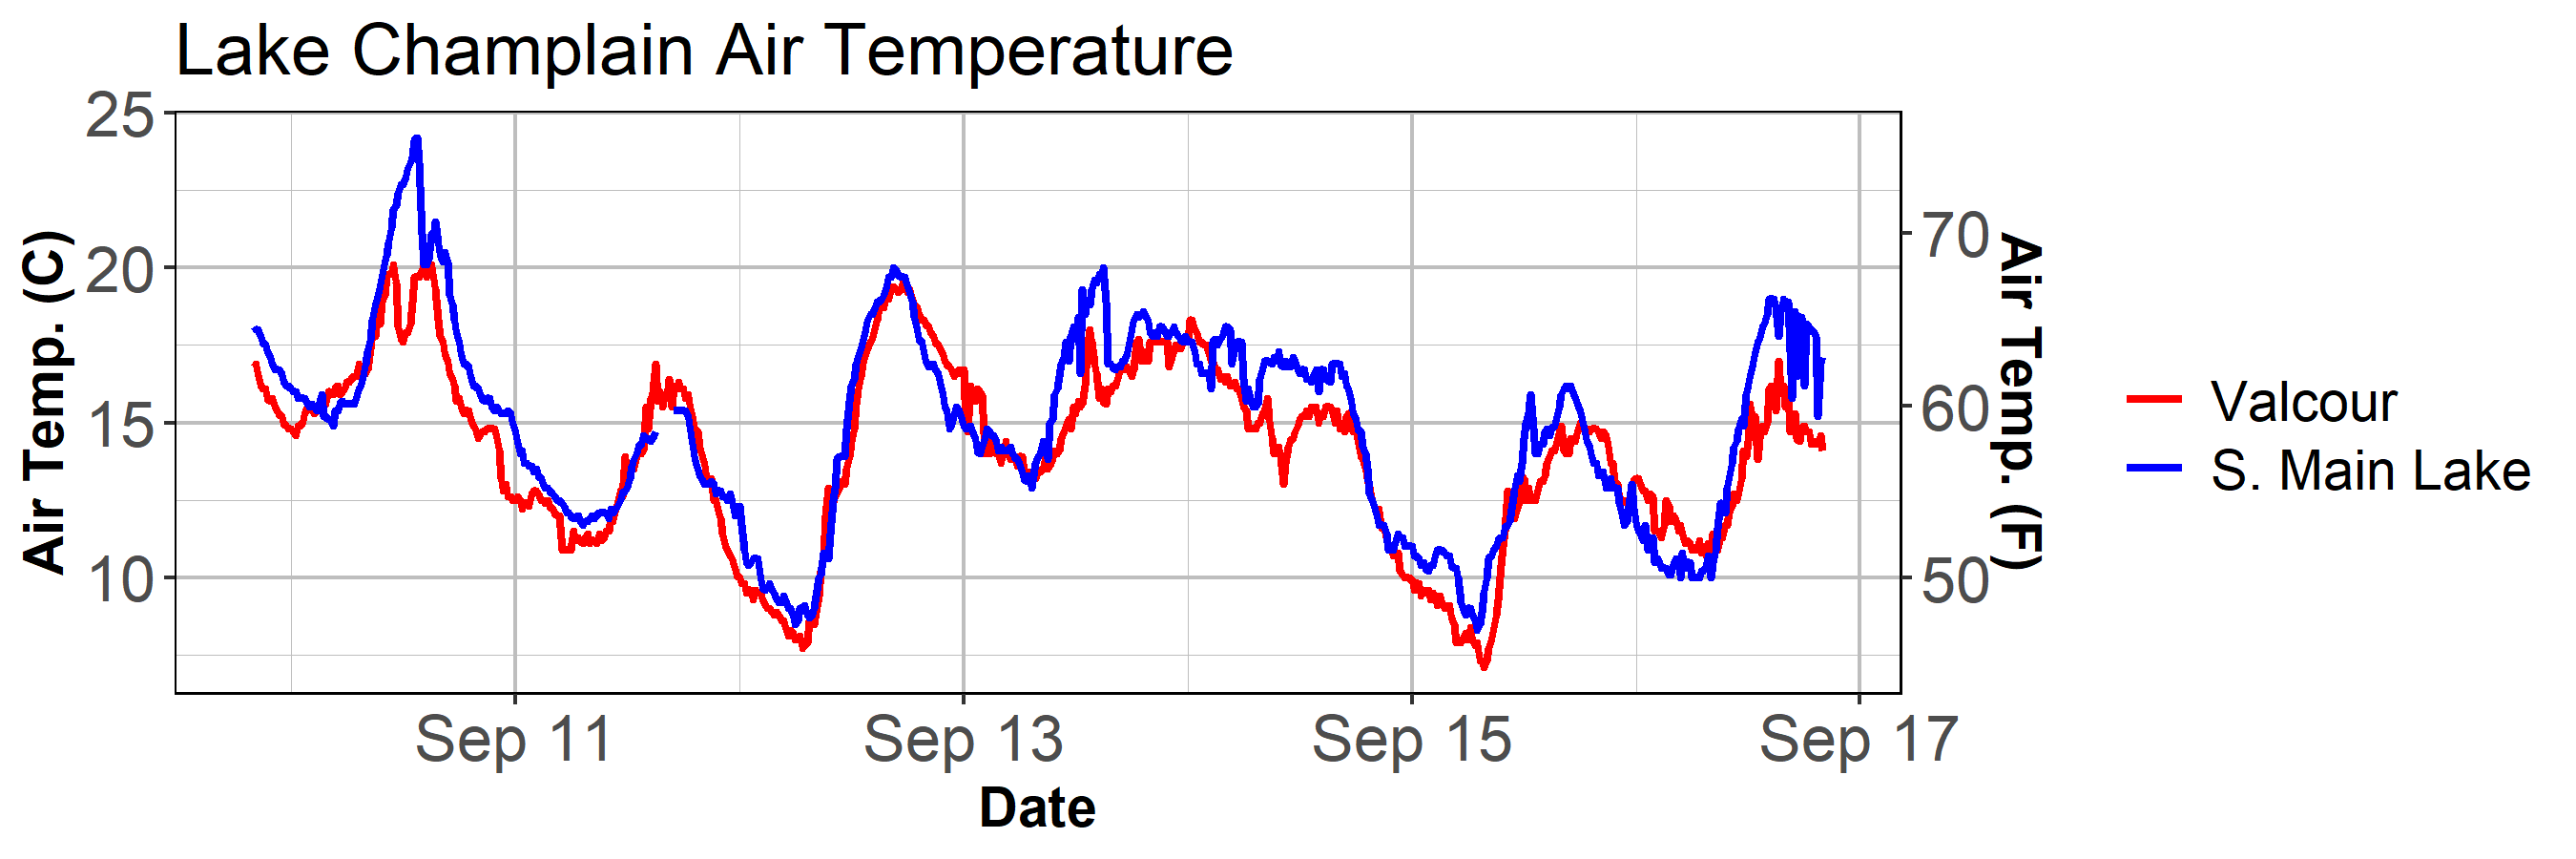 Lake Champlain Air Temperature
Air Temp. (C)
25
20
15
10
70
60
50
Air Temp. (F)
Sep 11
Sep 13
Sep 15
Sep 17
Date
Valcour
S. Main Lake